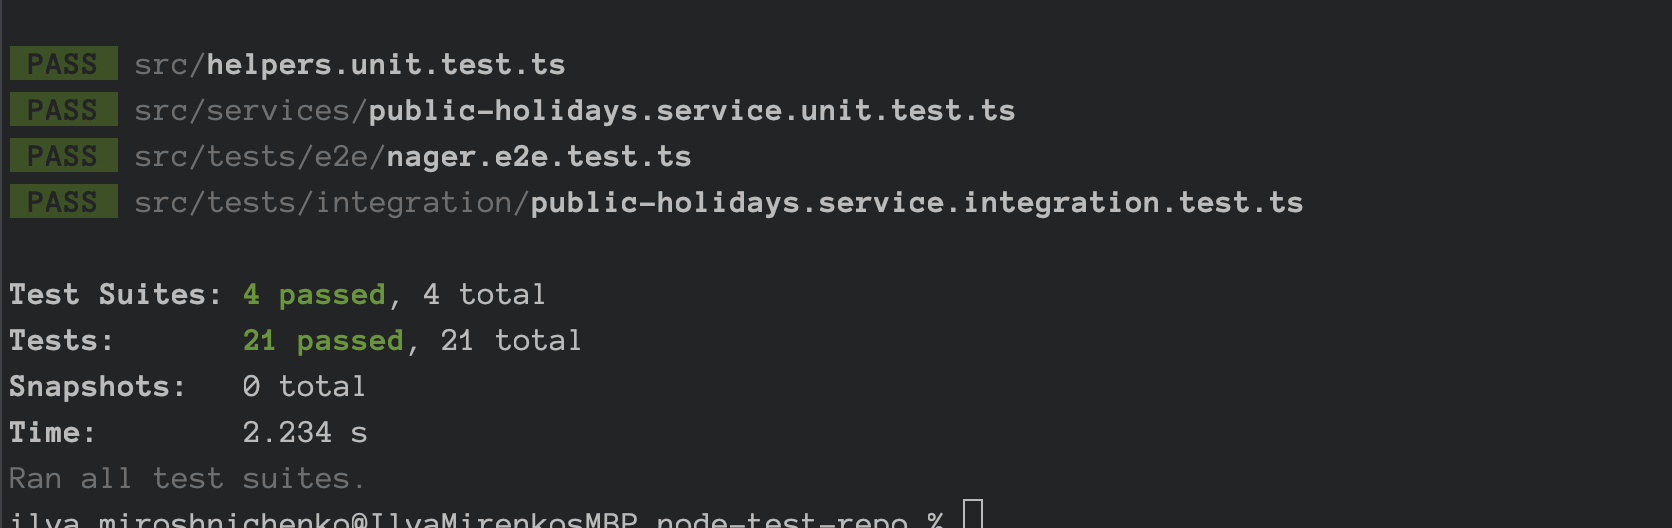 PASS src/helpers.unit.test.ts
PASS src/services/public-holidays.service.unit.test.ts
PASS src/tests/e2e/nager.e2e.test.ts
PASS src/tests/integration/public-holidays.service.integration.test.ts
Test Suites: 4 passed, 4 total
Tests: 21 passed, 21 total
Snapshots: 0 total
Time: 2.234 s
Ran all test suites.
ilya.miroshnichenko@IlyaMirenkosMBP node-test-repo %